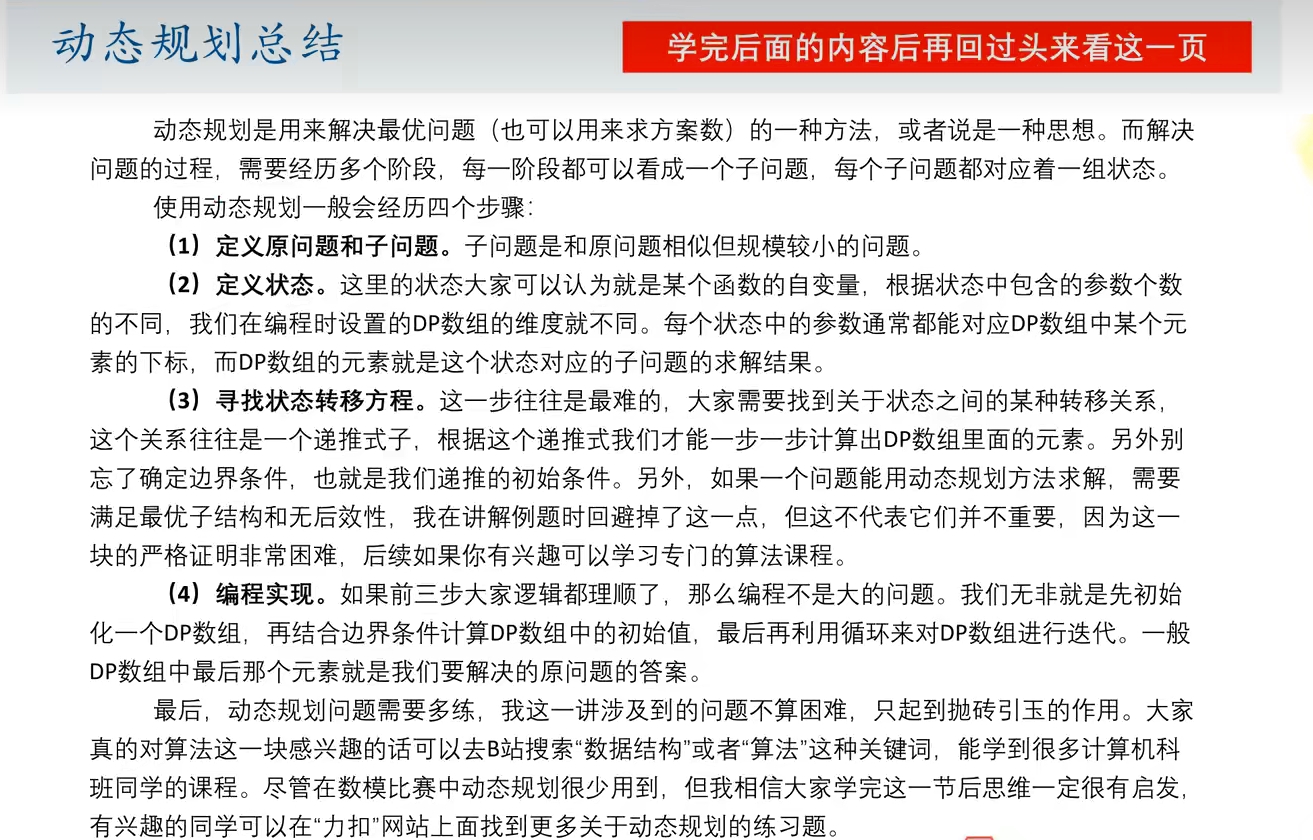 动态规划总结
学完后面的内容后再回过头来看这一页
动态规划是用来解决最优问题（也可以用来求方案数）的一种方法，或者说是一种思想。而解决
问题的过程，需要经历多个阶段，每一阶段都可以看成一个子问题，每个子问题都对应着一组状态。
使用动态规划一般会经历四个步骤：
（1）定义原问题和子问题。子问题是和原问题相似但规模较小的问题。
（2）定义状态。这里的状态大家可以认为就是某个函数的自变量，根据状态中包含的参数个数
的不同，我们在编程时设置的DP数组的维度就不同。每个状态中的参数通常都能对应DP数组中某个元
素的下标，而DP数组的元素就是这个状态对应的子问题的求解结果。
（3）寻找状态转移方程。这一步往往是最难的，大家需要找到关于状态之间的某种转移关系，
这个关系往往是一个递推式子，根据这个递推式我们才能一步一步计算出DP数组里面的元素。另外别
忘了确定边界条件，也就是我们递推的初始条件。另外，如果一个问题能用动态规划方法求解，需要
满足最优子结构和无后效性，我在讲解例题时回避掉了这一点，但这不代表它们并不重要，因为这一
块的严格证明非常困难，后续如果你有兴趣可以学习专门的算法课程。
（4）编程实现。如果前三步大家逻辑都理顺了，那么编程不是大的问题。我们无非就是先初始
化一个DP数组，再结合边界条件计算DP数组中的初始值，最后再利用循环来对DP数组进行迭代。一般
DP数组中最后那个元素就是我们要解决的原问题的答案。
最后，动态规划问题需要多练，我这一讲涉及到的问题不算困难，只起到抛砖引玉的作用。大家
真的对算法这一块感兴趣的话可以去B站搜索“数据结构”或者“算法”这种关键词，能学到很多计算机科
班同学的课程。尽管在数模比赛中动态规划很少用到，但我相信大家学完这一节后思维一定很有启发，
有兴趣的同学可以在“力扣”网站上面找到更多关于动态规划的练习题。